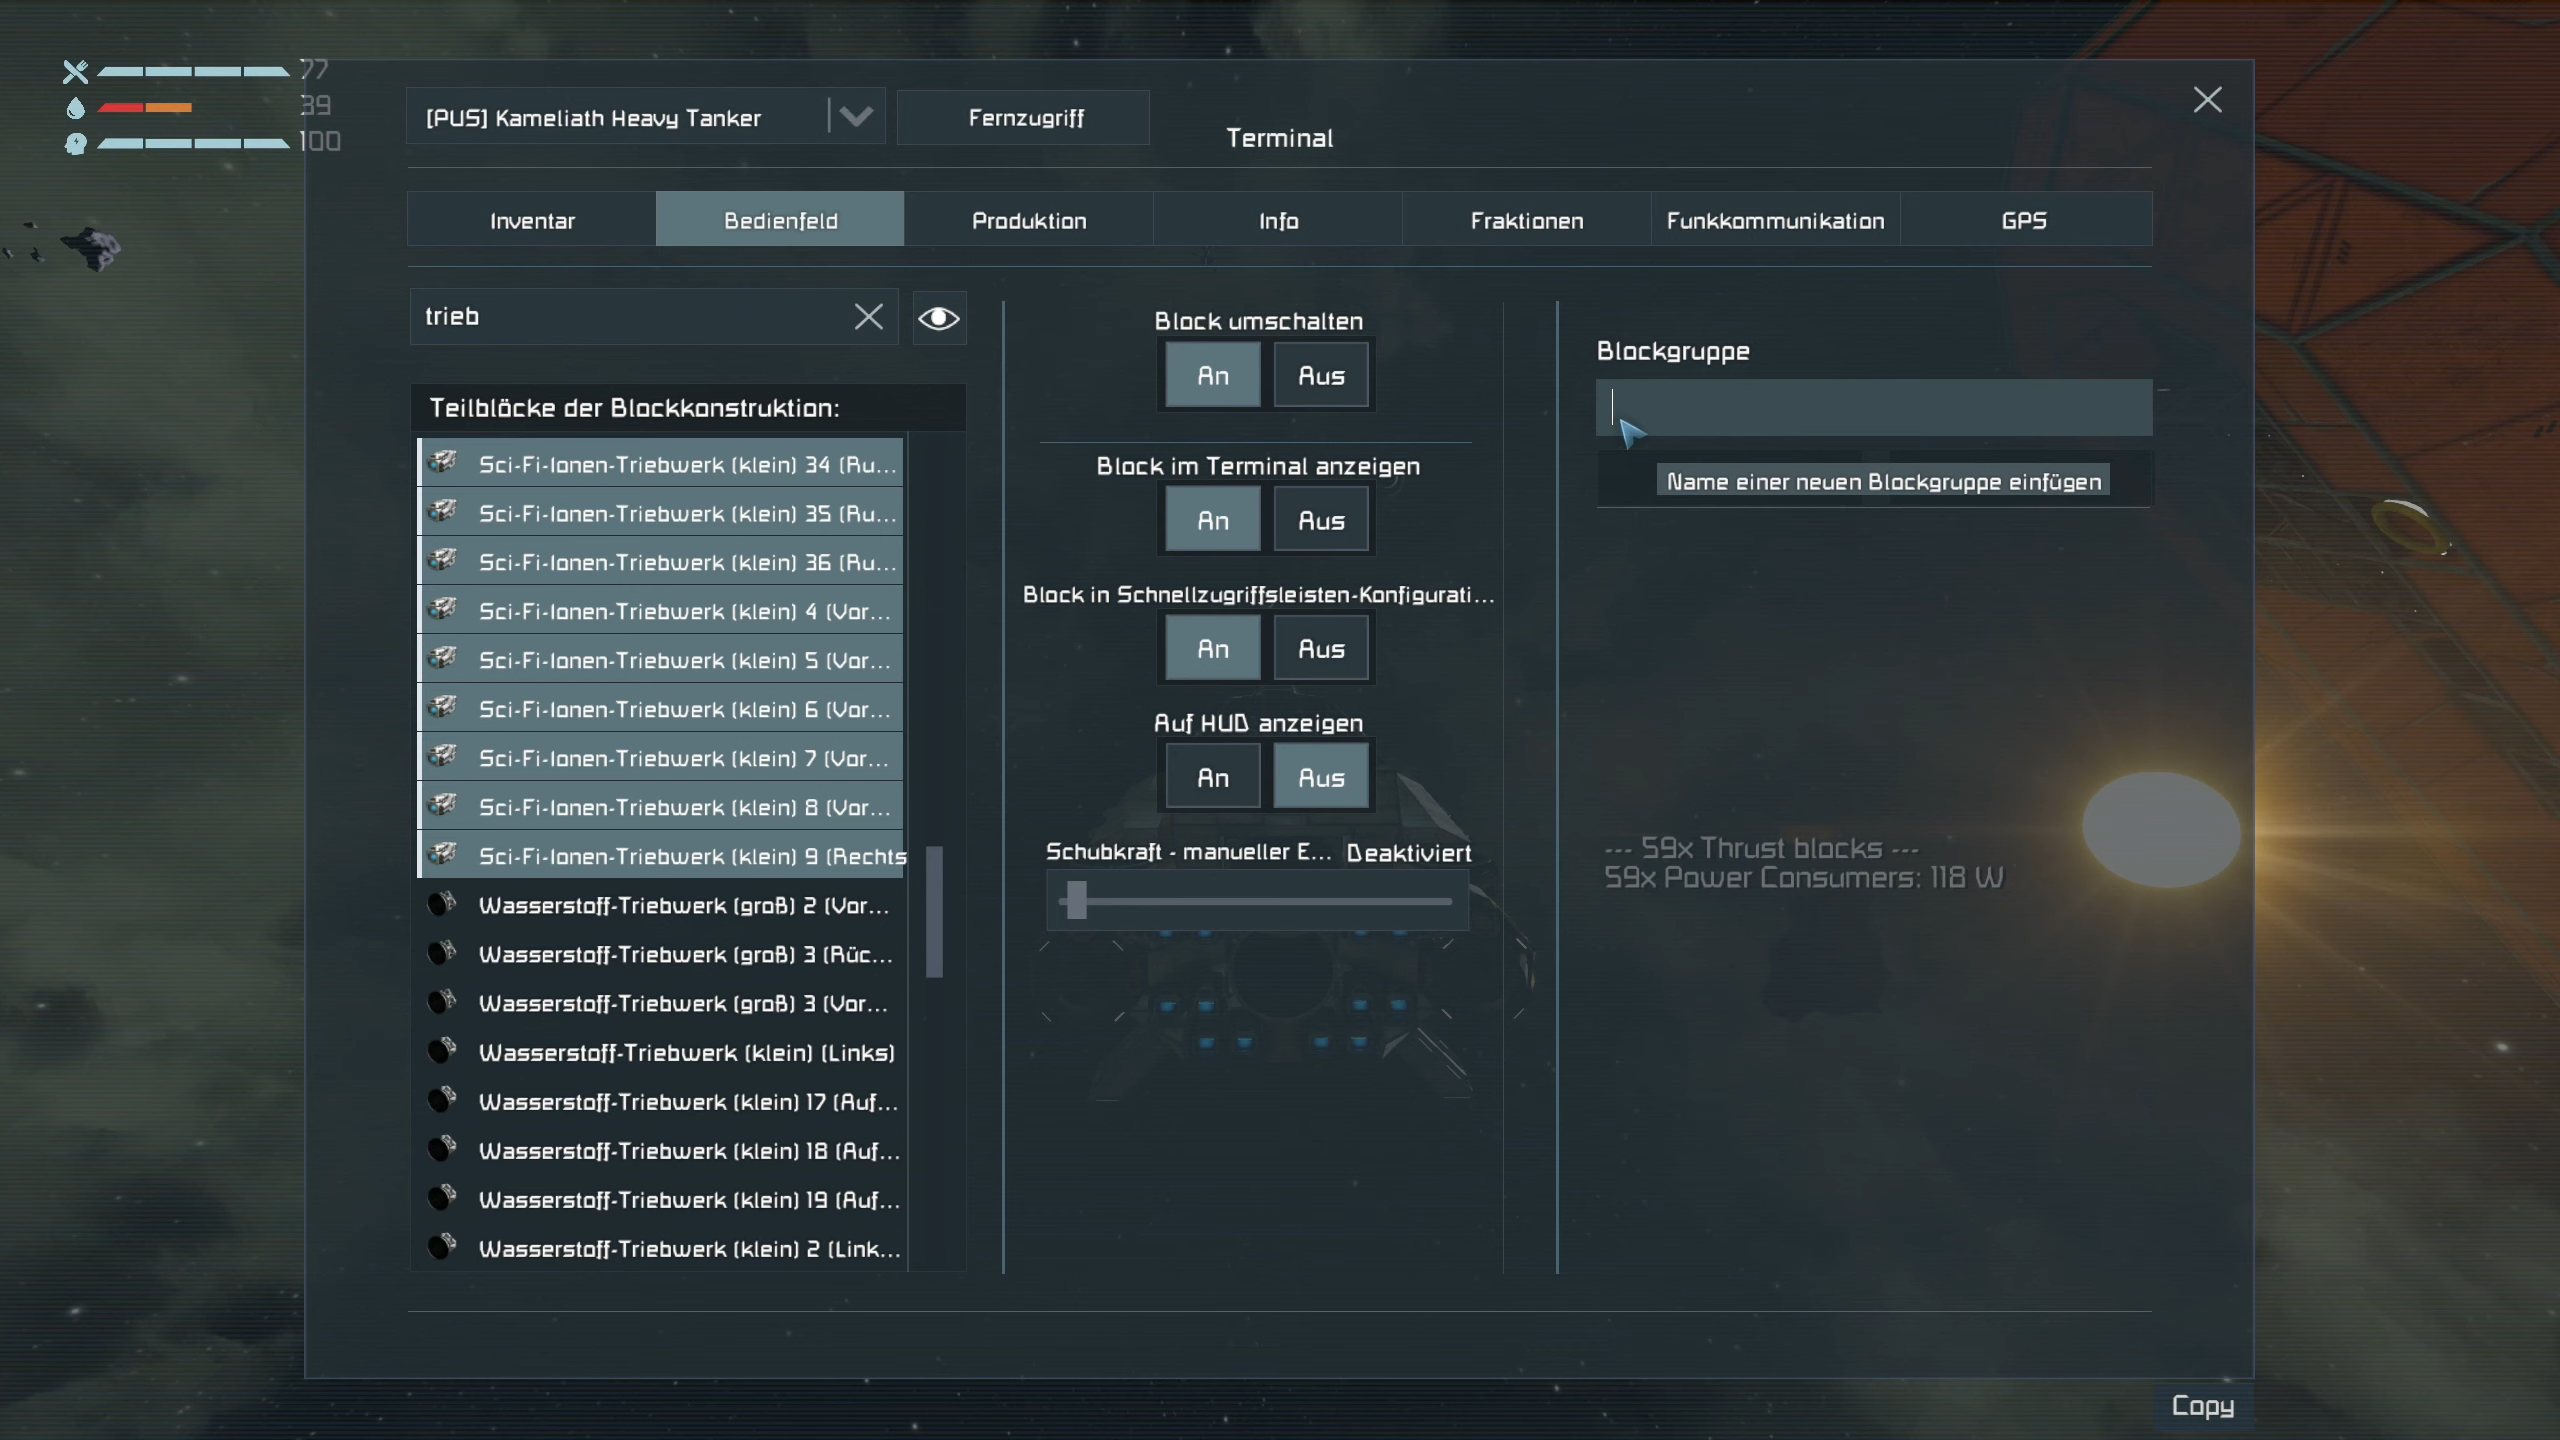 77
39
100
[PUS] Kameliath Heavy Tanker
Fernzugriff
Terminal
Inventar
Bedienfeld
Produktion
Info
Fraktionen
Funkkommunikation
GPS
trieb
Teilblöcke der Blockkonstruktion:
Sci-Fi-Ionen-Triebwerk (klein) 34 (Ru...
Sci-Fi-Ionen-Triebwerk (klein) 35 (Ru...
Sci-Fi-Ionen-Triebwerk (klein) 36 (Ru...
Sci-Fi-Ionen-Triebwerk (klein) 4 (Vor...
Sci-Fi-Ionen-Triebwerk (klein) 5 (Vor...
Sci-Fi-Ionen-Triebwerk (klein) 6 (Vor...
Sci-Fi-Ionen-Triebwerk (klein) 7 (Vor...
Sci-Fi-Ionen-Triebwerk (klein) 8 (Vor...
Sci-Fi-Ionen-Triebwerk (klein) 9 (Rechts
Wasserstoff-Triebwerk (groß) 2 (Vor...
Wasserstoff-Triebwerk (groß) 3 (Rüc...
Wasserstoff-Triebwerk (groß) 3 (Vor...
Wasserstoff-Triebwerk (klein) (Links)
Wasserstoff-Triebwerk (klein) 17 (Auf...
Wasserstoff-Triebwerk (klein) 18 (Auf...
Wasserstoff-Triebwerk (klein) 19 (Auf...
Wasserstoff-Triebwerk (klein) 2 (Link...
Block umschalten
An Aus
Block im Terminal anzeigen
An Aus
Block in Schnellzugriffsleisten-Konfigurati...
An Aus
Auf HUD anzeigen
An Aus
Schubkraft - manueller E... Deaktiviert
Blockgruppe
Name einer neuen Blockgruppe einfügen
--- 59x Thrust blocks ---
59x Power Consumers: 118 W
Copy